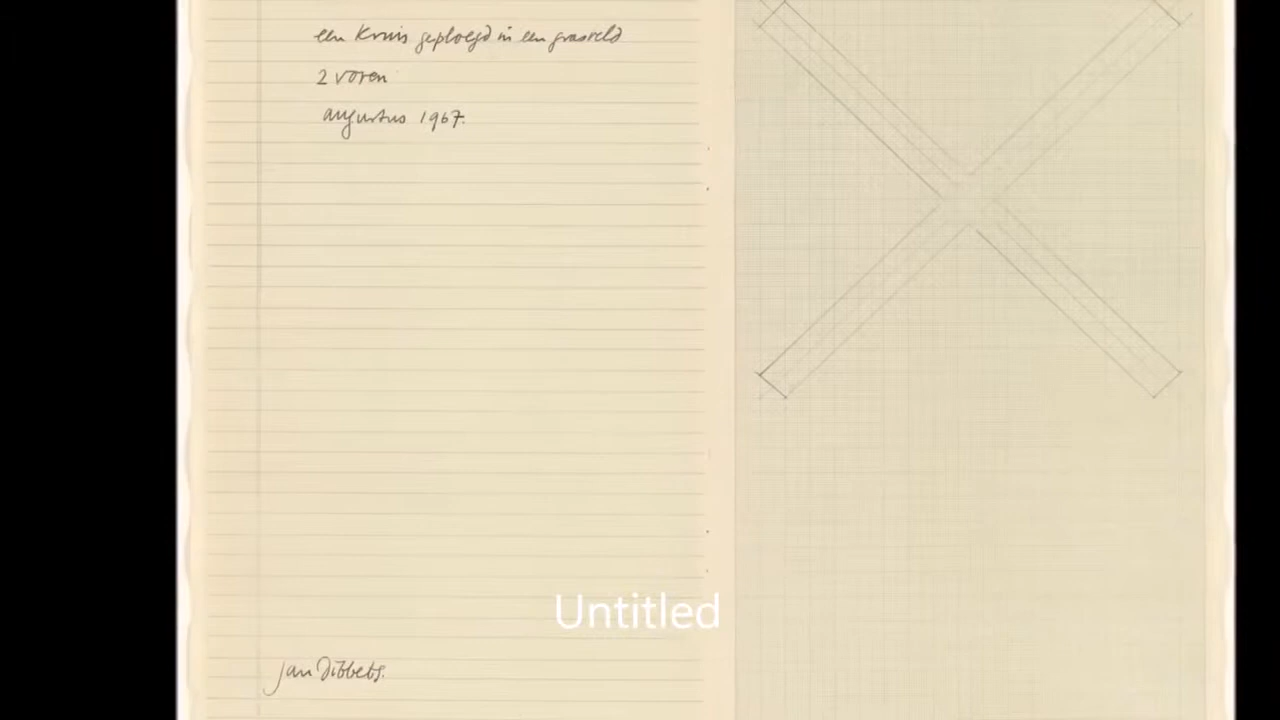 een kruis geploegd in een grasveld
2 voren
augustus 1967.
Untitled
jan Dibbets.